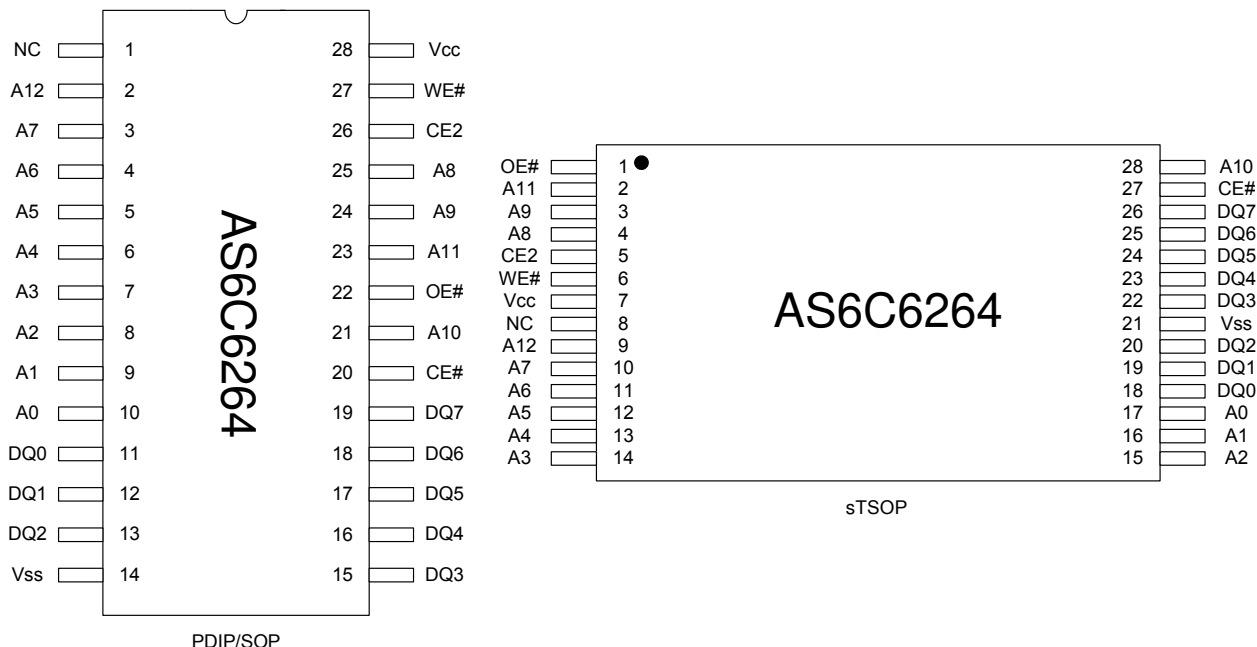 NC 1 28 Vcc
A12 2 27 WE#
A7 3 26 CE2
A6 4 25 A8
A5 5 24 A9
A4 6 23 A11
A3 7 22 OE#
A2 8 21 A10
A1 9 20 CE#
A0 10 19 DQ7
DQ0 11 18 DQ6
DQ1 12 17 DQ5
DQ2 13 16 DQ4
Vss 14 15 DQ3
AS6C6264
PDIP/SOP
OE# 1 28 A10
A11 2 27 CE#
A9 3 26 DQ7
A8 4 25 DQ6
CE2 5 24 DQ5
WE# 6 23 DQ4
Vcc 7 22 DQ3
NC 8 21 Vss
A12 9 20 DQ2
A7 10 19 DQ1
A6 11 18 DQ0
A5 12 17 A0
A4 13 16 A1
A3 14 15 A2
AS6C6264
sTSOP